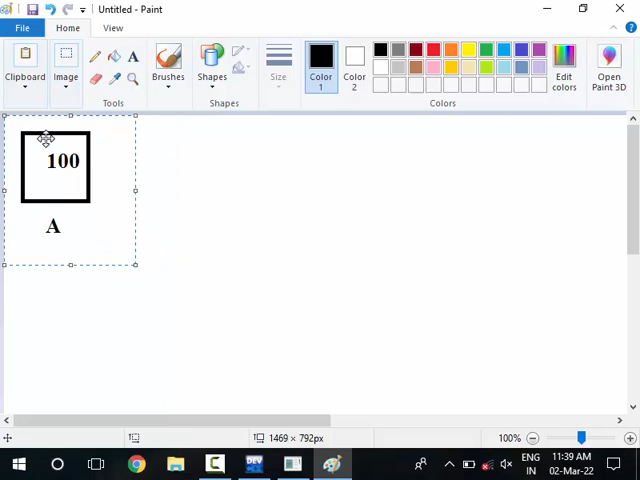 Untitled - Paint
File
Home
View
Clipboard
Image
Tools
Brushes
Shapes
Shapes
Size
Color 1
Color 2
Colors
Edit colors
Open Paint 3D
A
100
A
1469 × 792px
100%
ENG
IN
11:39 AM
02-Mar-22
DEV